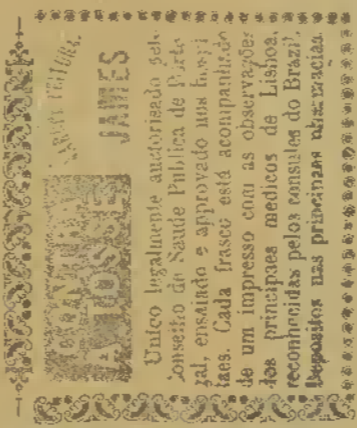 JAMES
Unico legalmente auctorisado pelo
Conselho de Saude Publica de Portu-
gal, ensaiado e approvado nos hospi-
taes. Cada frasco está acompanhado
de um impresso com as observações
dos principaes medicos de Lisboa,
reconhecidas pelos consules do Brazil.
Depositos nas principaes pharmacias.